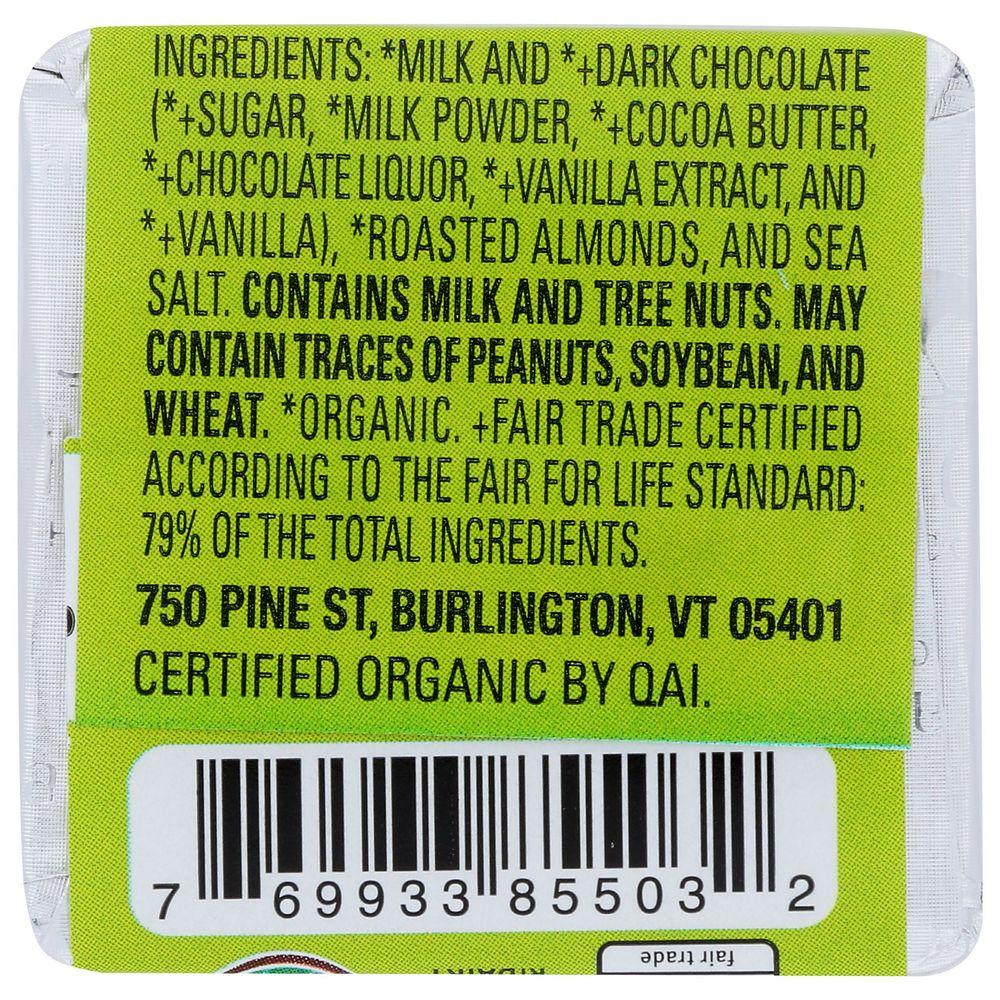 INGREDIENTS: *MILK AND *+DARK CHOCOLATE
(*+SUGAR, *MILK POWDER, *+COCOA BUTTER,
*+CHOCOLATE LIQUOR, *+VANILLA EXTRACT, AND
*+VANILLA), *ROASTED ALMONDS, AND SEA
SALT. CONTAINS MILK AND TREE NUTS. MAY
CONTAIN TRACES OF PEANUTS, SOYBEAN, AND
WHEAT. *ORGANIC. +FAIR TRADE CERTIFIED
ACCORDING TO THE FAIR FOR LIFE STANDARD:
79% OF THE TOTAL INGREDIENTS.
750 PINE ST, BURLINGTON, VT 05401
CERTIFIED ORGANIC BY QAI.
7 69933 85503 2
fair trade